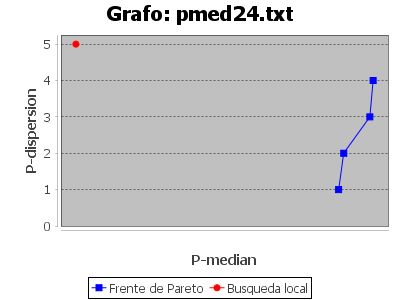 Grafo: pmed24.txt
5
4
3
2
1
0
P-dispersion
P-median
Frente de Pareto Busqueda local